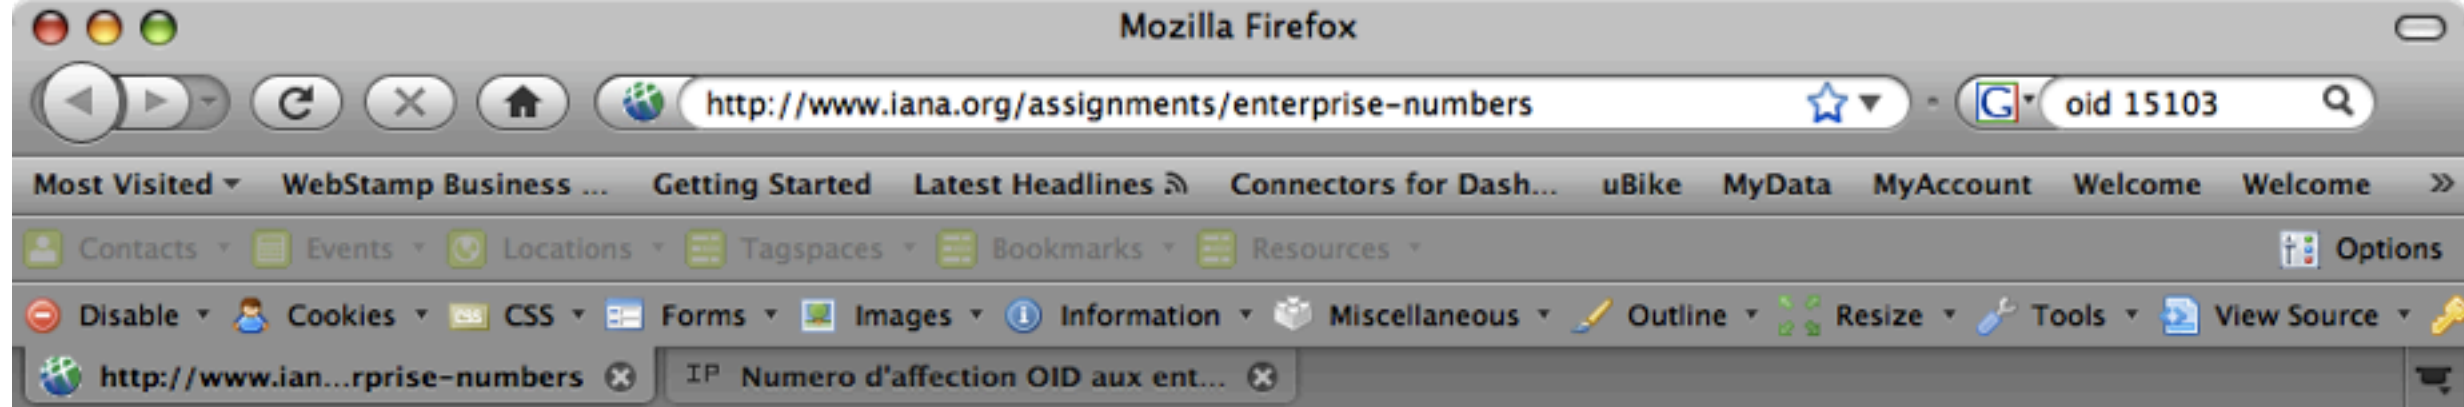 Mozilla Firefox
http://www.iana.org/assignments/enterprise-numbers G oid 15103
Most Visited WebStamp Business ... Getting Started Latest Headlines Connectors for Dash... uBike MyData MyAccount Welcome Welcome »
Contacts Events Locations Tagspaces Bookmarks Resources Options
Disable Cookies CSS CSS Forms Images Information Miscellaneous Outline Resize Tools View Source
http://www.ian...rprise-numbers IP Numero d'affection OID aux ent...